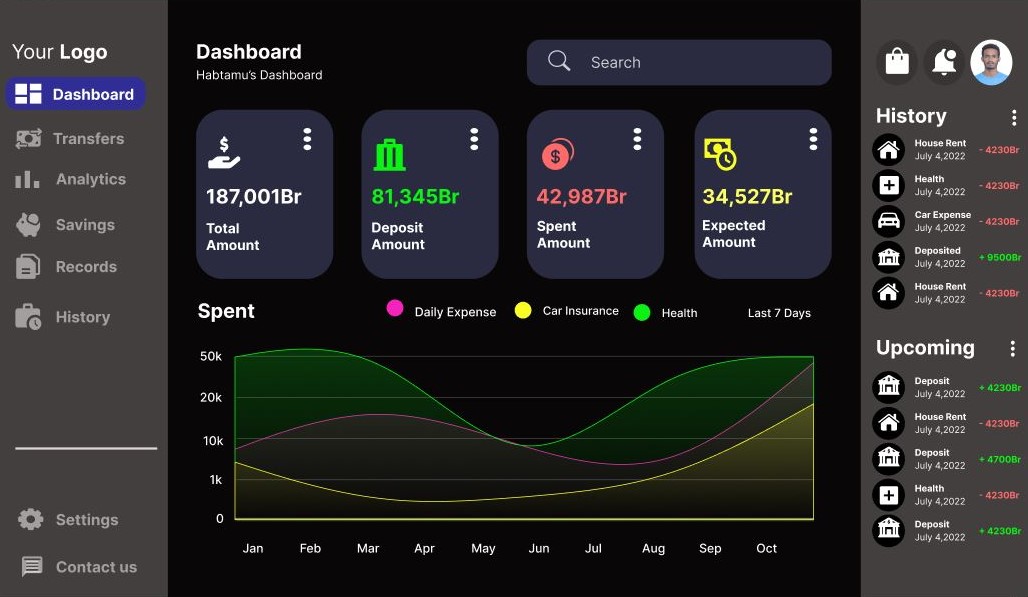 Your Logo
Dashboard
Transfers
Analytics
Savings
Records
History
Settings
Contact us
Dashboard
Habtamu's Dashboard
Search
187,001Br
Total
Amount
81,345Br
Deposit
Amount
42,987Br
Spent
Amount
34,527Br
Expected
Amount
Spent
Daily Expense
Car Insurance
Health
Last 7 Days
50k
20k
10k
1k
0
Jan Feb Mar Apr May Jun Jul Aug Sep Oct
History
House Rent
July 4,2022
- 4230Br
Health
July 4,2022
- 4230Br
Car Expense
July 4,2022
- 4230Br
Deposited
July 4,2022
+ 9500Br
House Rent
July 4,2022
- 4230Br
Upcoming
Deposit
July 4,2022
+ 4230Br
House Rent
July 4,2022
- 4230Br
Deposit
July 4,2022
+ 4700Br
Health
July 4,2022
- 4230Br
Deposit
July 4,2022
+ 4230Br